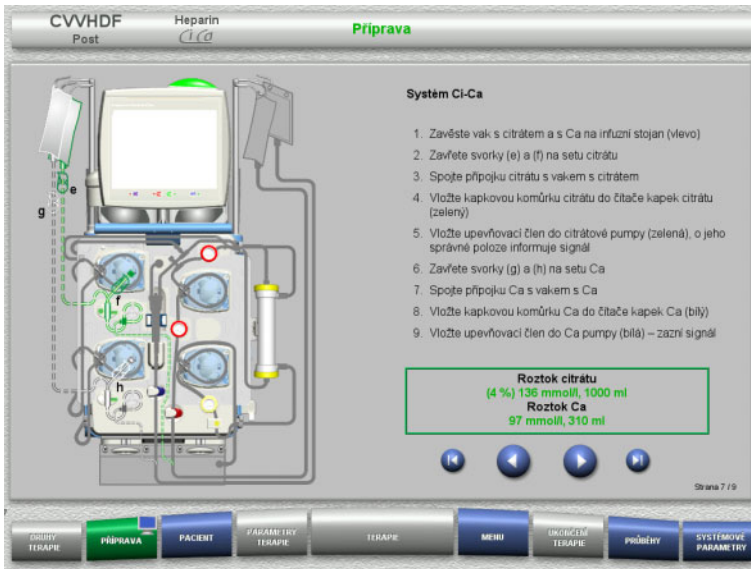 CVVHDF
Post
Heparin
CiCa
Příprava
Systém Ci-Ca
1. Zavěste vak s citrátem a s Ca na infuzní stojan (vlevo)
2. Zavřete svorky (e) a (f) na setu citrátu
3. Spojte přípojku citrátu s vakem s citrátem
4. Vložte kapkovou komůrku citrátu do čítače kapek citrátu
(zelený)
5. Vložte upevňovací člen do citrátové pumpy (zelená), o jeho
správné poloze informuje signál
6. Zavřete svorky (g) a (h) na setu Ca
7. Spojte přípojku Ca s vakem s Ca
8. Vložte kapkovou komůrku Ca do čítače kapek Ca (bílý)
9. Vložte upevňovací člen do Ca pumpy (bílá) – zazní signál
e
g
f
h
Roztok citrátu
(4 %) 136 mmol/l, 1000 ml
Roztok Ca
97 mmol/l, 310 ml
Strana 7 / 9
DRUHY
TERAPIE
PŘÍPRAVA
PACIENT
PARAMETRY
TERAPIE
TERAPIE
MENU
UKONČENÍ
TERAPIE
PRŮBĚHY
SYSTÉMOVÉ
PARAMETRY